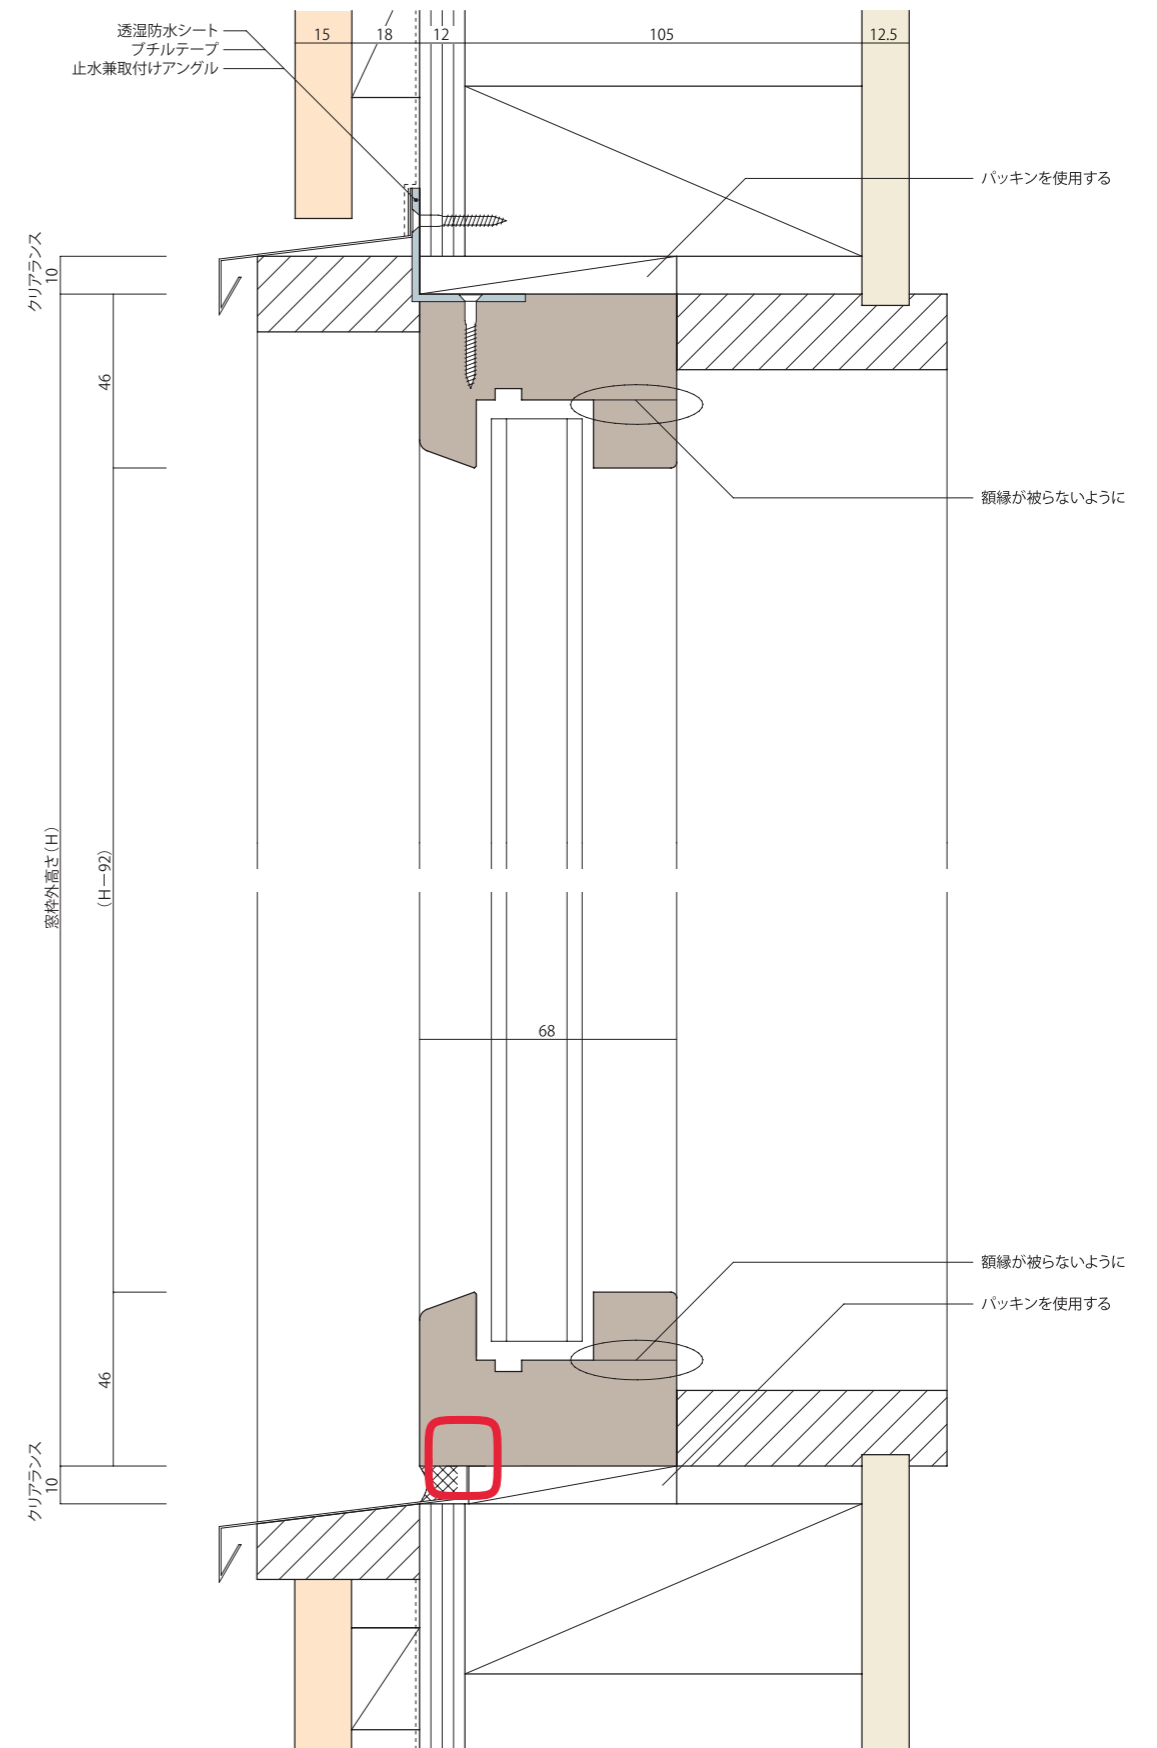 透湿防水シート
ブチルテープ
止水兼取付けアングル
15
18
12
105
12.5
パッキンを使用する
クリアランス
10
46
額縁が被らないように
窓枠外高さ(H)
(H－92)
68
額縁が被らないように
パッキンを使用する
46
クリアランス
10